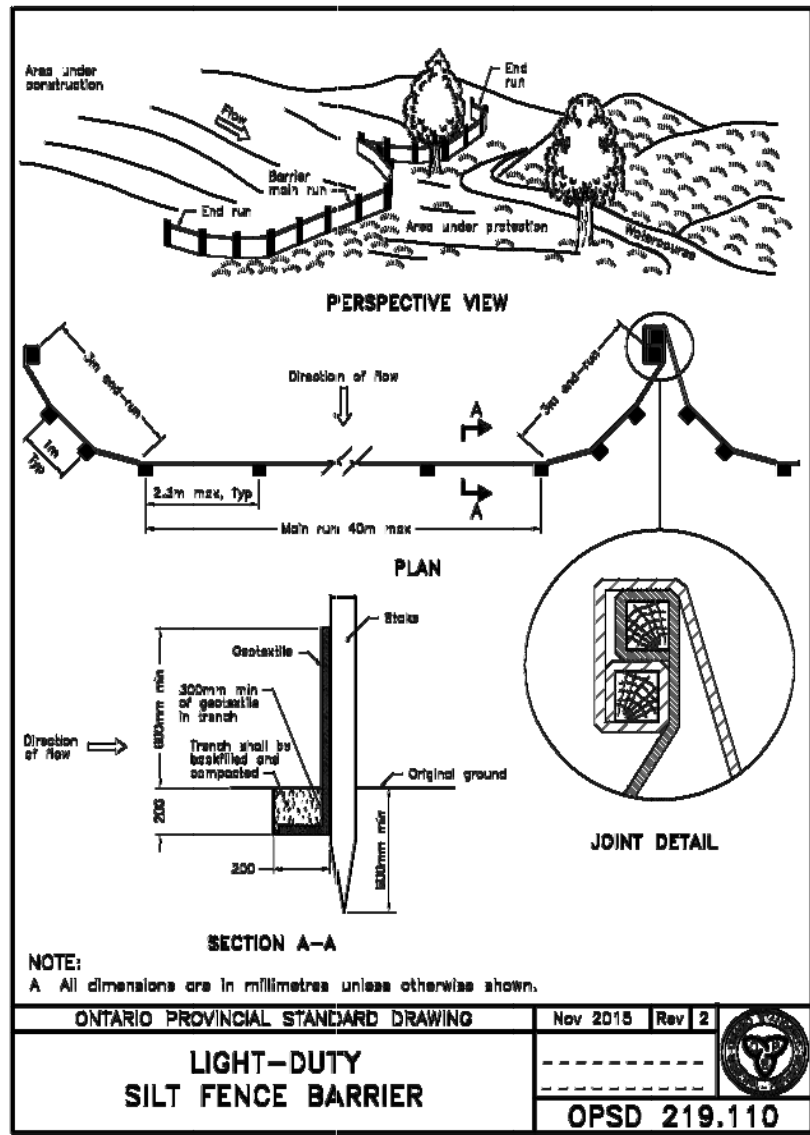 Area under
construction
Flow
End
run
Barrier
main run
End run
Area under protection
Watercourse
PERSPECTIVE VIEW
3m end-run
Direction of flow
3m end-run
A
1m
Typ
2.3m max, Typ
A
Main run: 40m max
PLAN
Stake
Geotextile
600mm min
300mm min
of geotextile
in trench
Direction
of flow
Trench shall be
backfilled and
compacted
Original ground
200
200
600mm min
JOINT DETAIL
SECTION A-A
NOTE:
A All dimensions are in millimetres unless otherwise shown.
ONTARIO PROVINCIAL STANDARD DRAWING
Nov 2015
Rev
2
LIGHT-DUTY
SILT FENCE BARRIER
OPSD 219.110